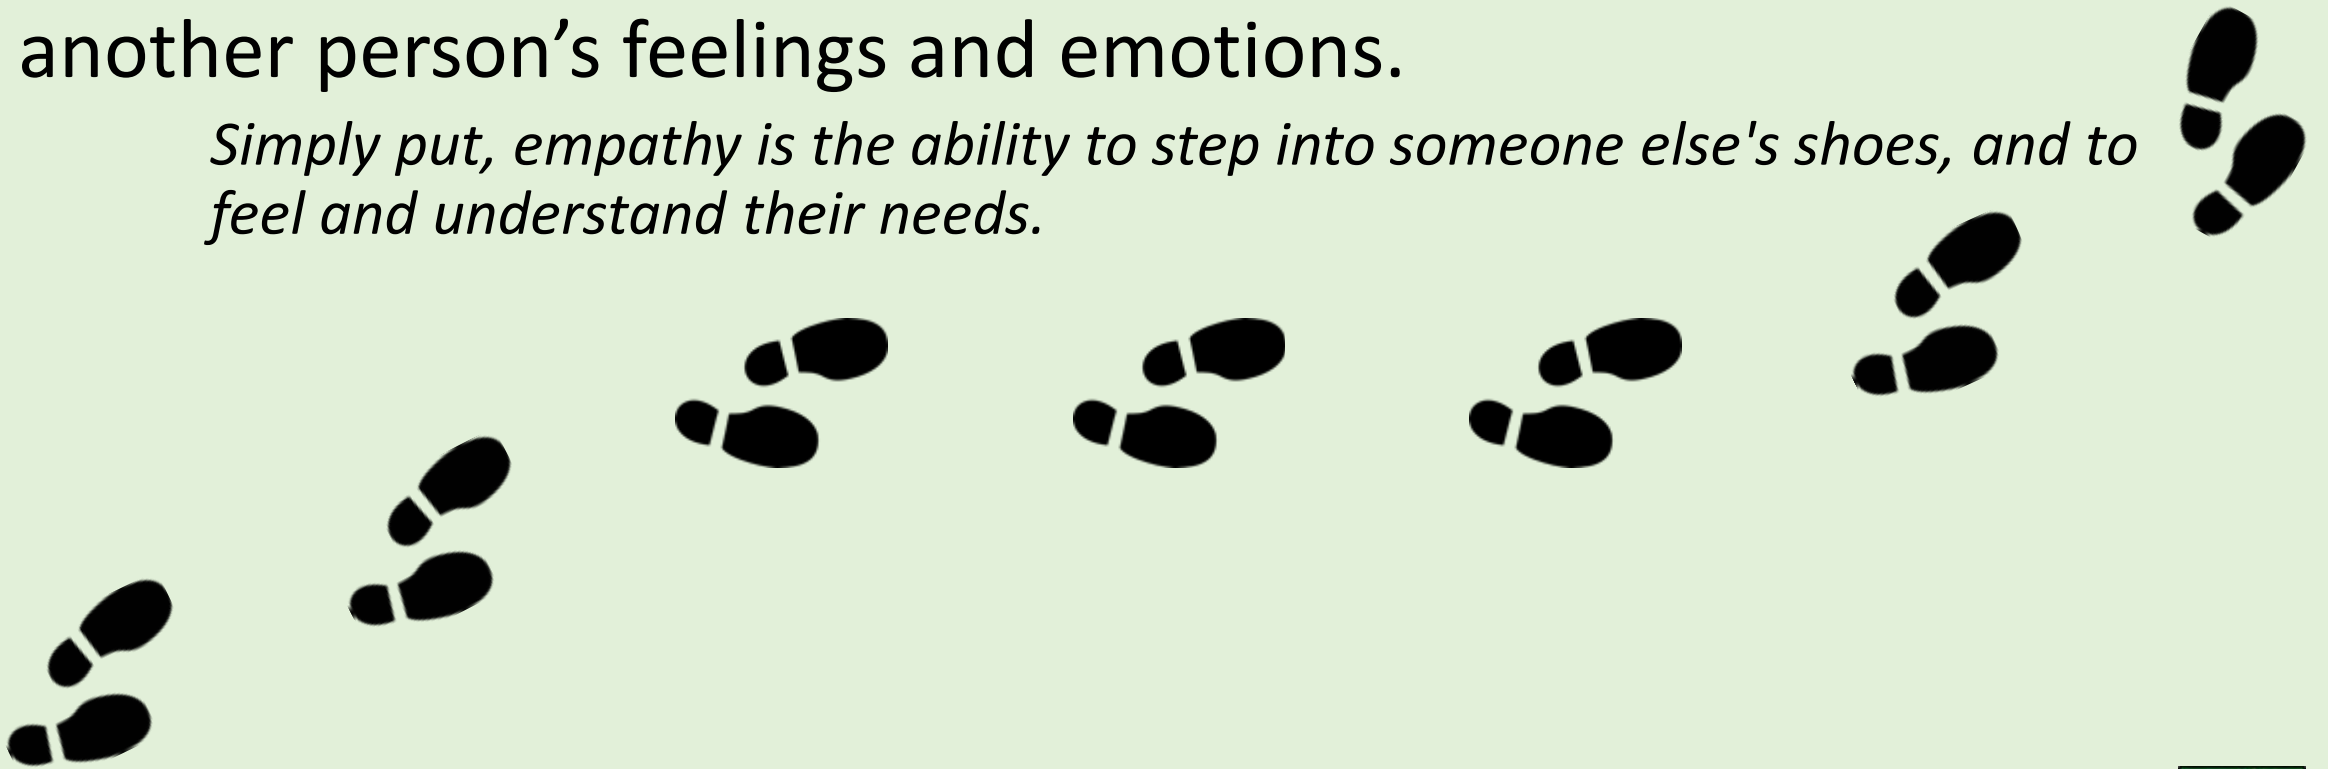 another person’s feelings and emotions.
Simply put, empathy is the ability to step into someone else's shoes, and to
feel and understand their needs.